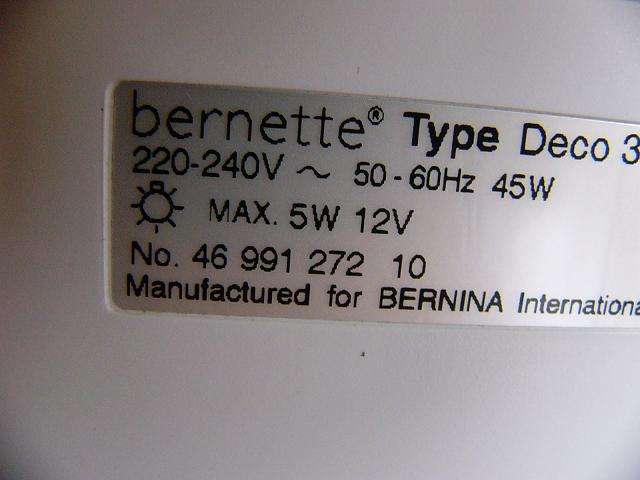 bernette® Type Deco 3
220-240V ~ 50-60Hz 45W
MAX. 5W 12V
No. 46 991 272 10
Manufactured for BERNINA Internationa